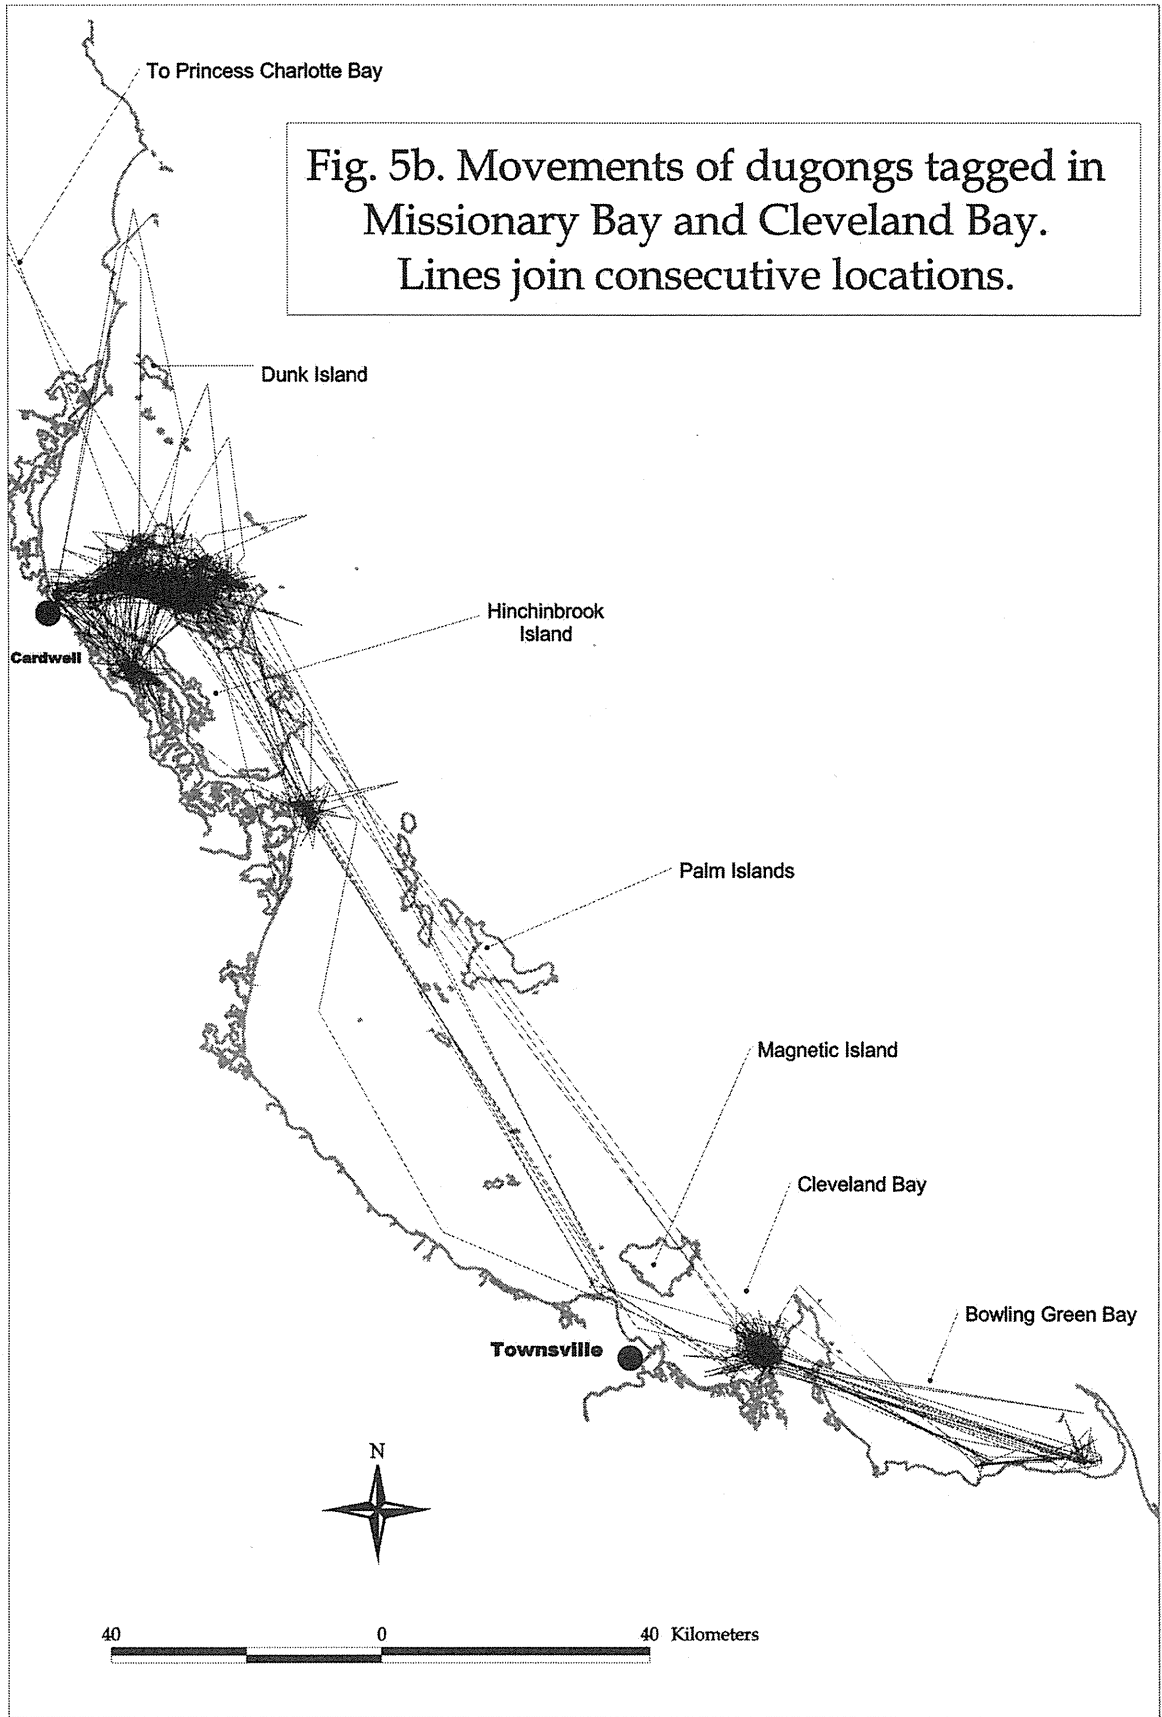 To Princess Charlotte Bay
Fig. 5b. Movements of dugongs tagged in
Missionary Bay and Cleveland Bay.
Lines join consecutive locations.
Dunk Island
Hinchinbrook
Island
Cardwell
Palm Islands
Magnetic Island
Cleveland Bay
Bowling Green Bay
Townsville
N
40 0 40 Kilometers